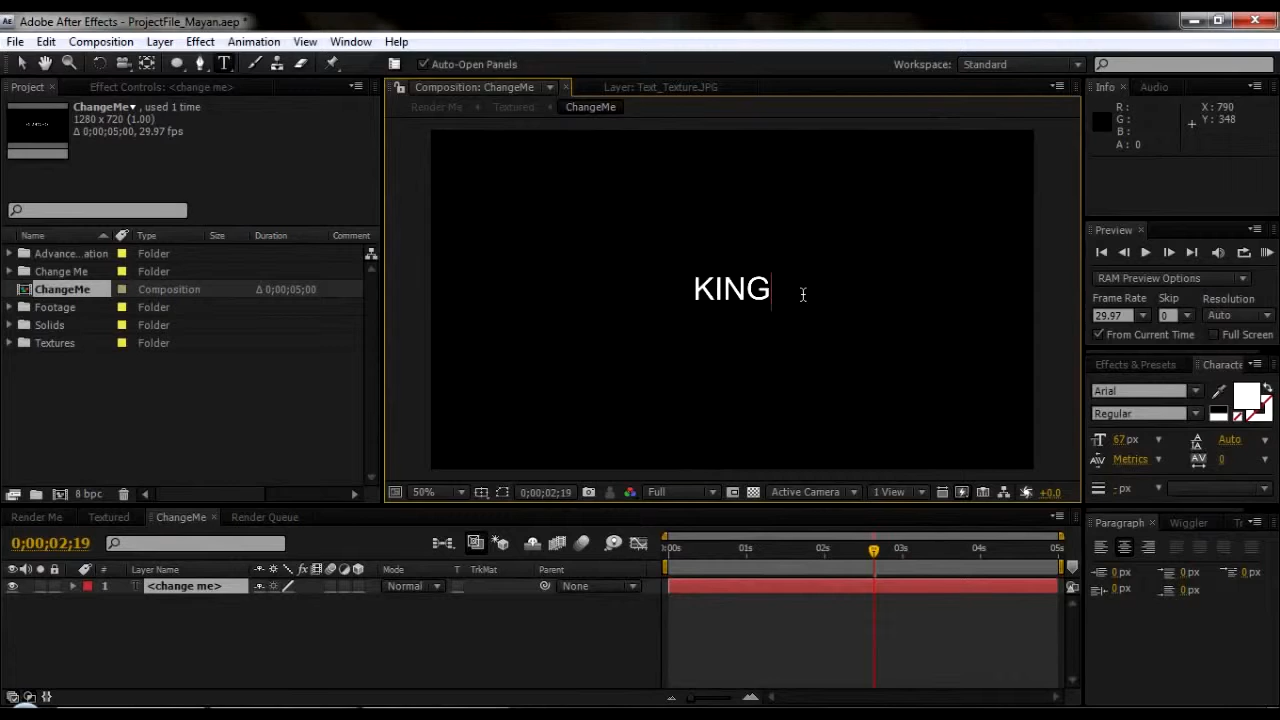 Adobe After Effects - ProjectFile_Mayan.aep *
File Edit Composition Layer Effect Animation View Window Help
Auto-Open Panels Workspace: Standard
Project Effect Controls: <change me> Composition: ChangeMe Layer: Text_Texture.JPG Info Audio
ChangeMe, used 1 time
1280 x 720 (1.00)
Δ 0;00;05;00, 29.97 fps
Render Me Textured ChangeMe
R : X : 790
G : Y : 348
B :
A : 0
KING
Name Type Size Duration Comment
Advance...ation Folder
Change Me Folder
ChangeMe Composition Δ 0;00;05;00
Footage Folder
Solids Folder
Textures Folder
Preview
RAM Preview Options
Frame Rate Skip Resolution
29.97 0 Auto
From Current Time Full Screen
Effects & Presets Characte
Arial
Regular
67 px Auto
Metrics 0
- px
8 bpc
50% 0;00;02;19 Full Active Camera 1 View +0.0
Render Me Textured ChangeMe Render Queue
0;00;02;19
:00s 01s 02s 03s 04s 05s
# Layer Name Mode T TrkMat Parent
1 T <change me> Normal None
Paragraph Wiggler Tr
0 px 0 px 0 px
0 px 0 px